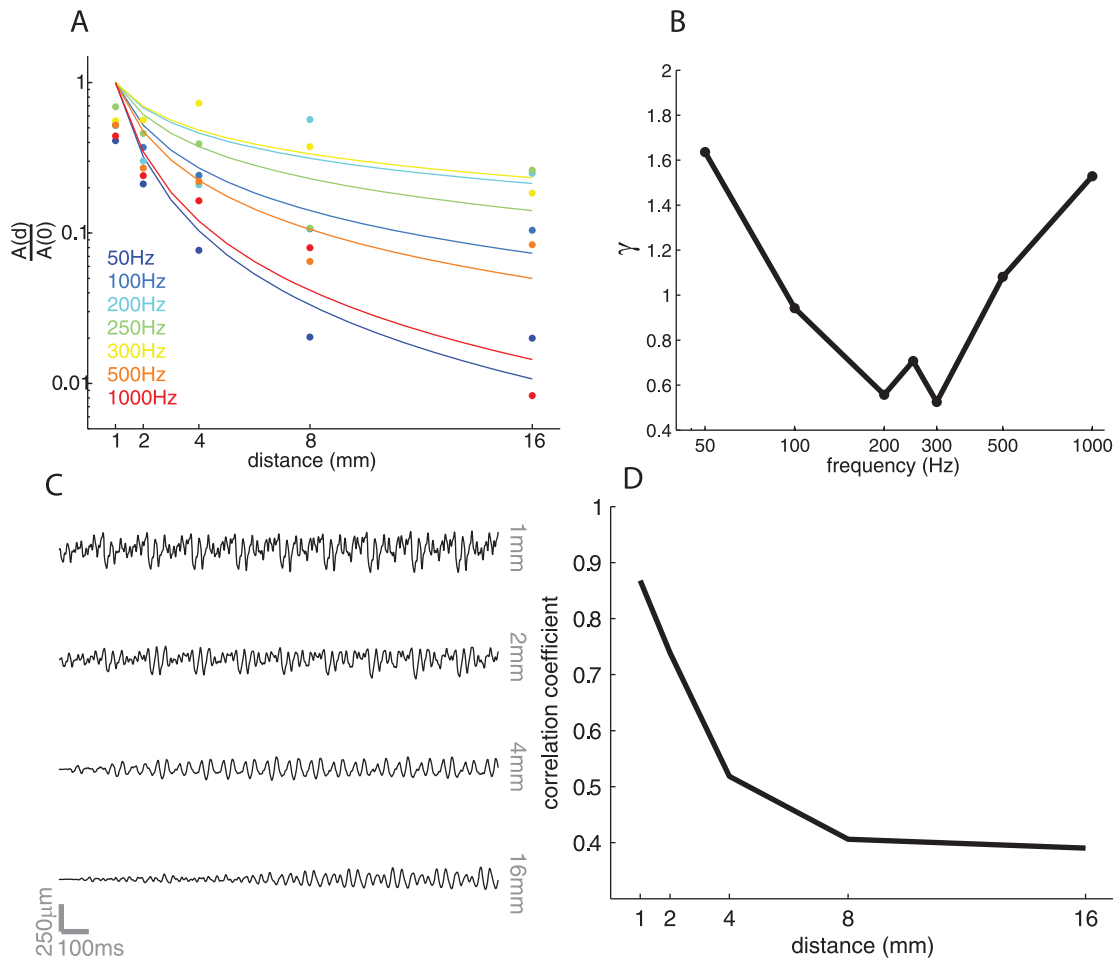 A
1
0.1
0.01
A(d)
A(0)
50Hz
100Hz
200Hz
250Hz
300Hz
500Hz
1000Hz
1 2 4 8 16
distance (mm)
B
2
1.8
1.6
1.4
1.2
1
0.8
0.6
0.4
γ
50 100 200 300 500 1000
frequency (Hz)
C
1mm
2mm
4mm
16mm
250μm
100ms
D
1
0.9
0.8
0.7
0.6
0.5
0.4
correlation coefficient
1 2 4 8 16
distance (mm)